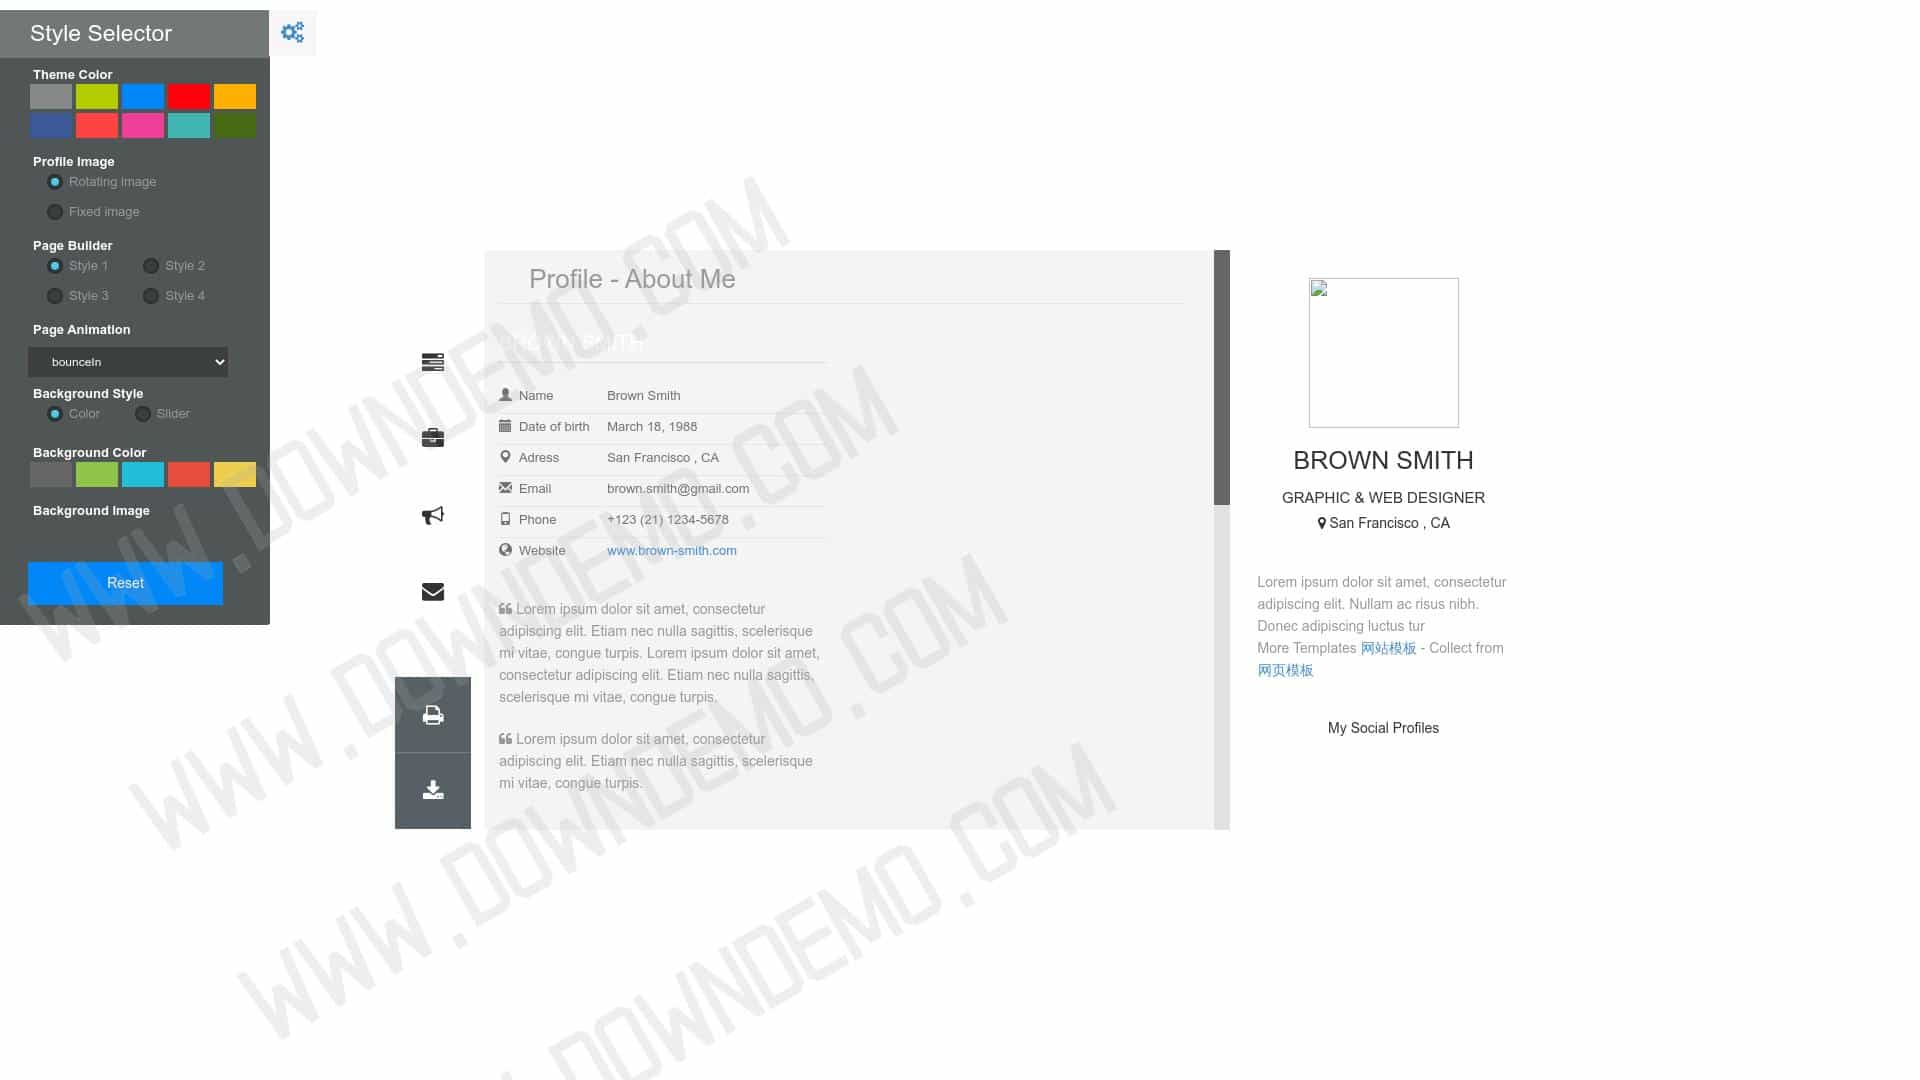 Style Selector
Theme Color
Profile Image
Rotating image
Fixed image
Page Builder
Style 1 Style 2
Style 3 Style 4
Page Animation
bounceIn
Background Style
Color Slider
Background Color
Background Image
Reset
Profile - About Me
BROWN SMITH
Name Brown Smith
Date of birth March 18, 1988
Adress San Francisco , CA
Email brown.smith@gmail.com
Phone +123 (21) 1234-5678
Website www.brown-smith.com
Lorem ipsum dolor sit amet, consectetur
adipiscing elit. Etiam nec nulla sagittis, scelerisque
mi vitae, congue turpis. Lorem ipsum dolor sit amet,
consectetur adipiscing elit. Etiam nec nulla sagittis,
scelerisque mi vitae, congue turpis.
Lorem ipsum dolor sit amet, consectetur
adipiscing elit. Etiam nec nulla sagittis, scelerisque
mi vitae, congue turpis.
BROWN SMITH
GRAPHIC & WEB DESIGNER
San Francisco , CA
Lorem ipsum dolor sit amet, consectetur
adipiscing elit. Nullam ac risus nibh.
Donec adipiscing luctus tur
More Templates 网站模板 - Collect from
网页模板
My Social Profiles
WWW.DOWNDEMO.COM
WWW.DOWNDEMO.COM
WWW.DOWNDEMO.COM
DOWNDEMO.COM